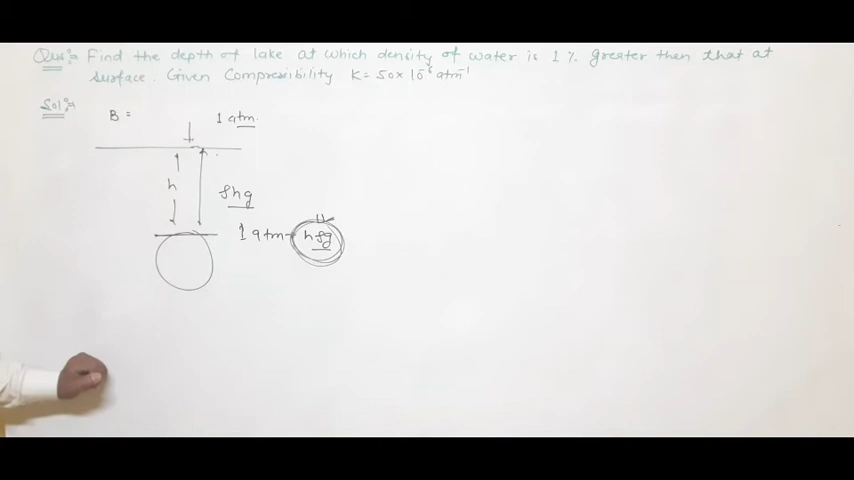 Que:- Find the depth of lake at which density of water is 1 %. greater then that at
surface. Given Compressibility K = 50 × 10⁻⁶ atm⁻¹
Sol:-
B =
1 atm.
h
ρhg
1 atm - hρg